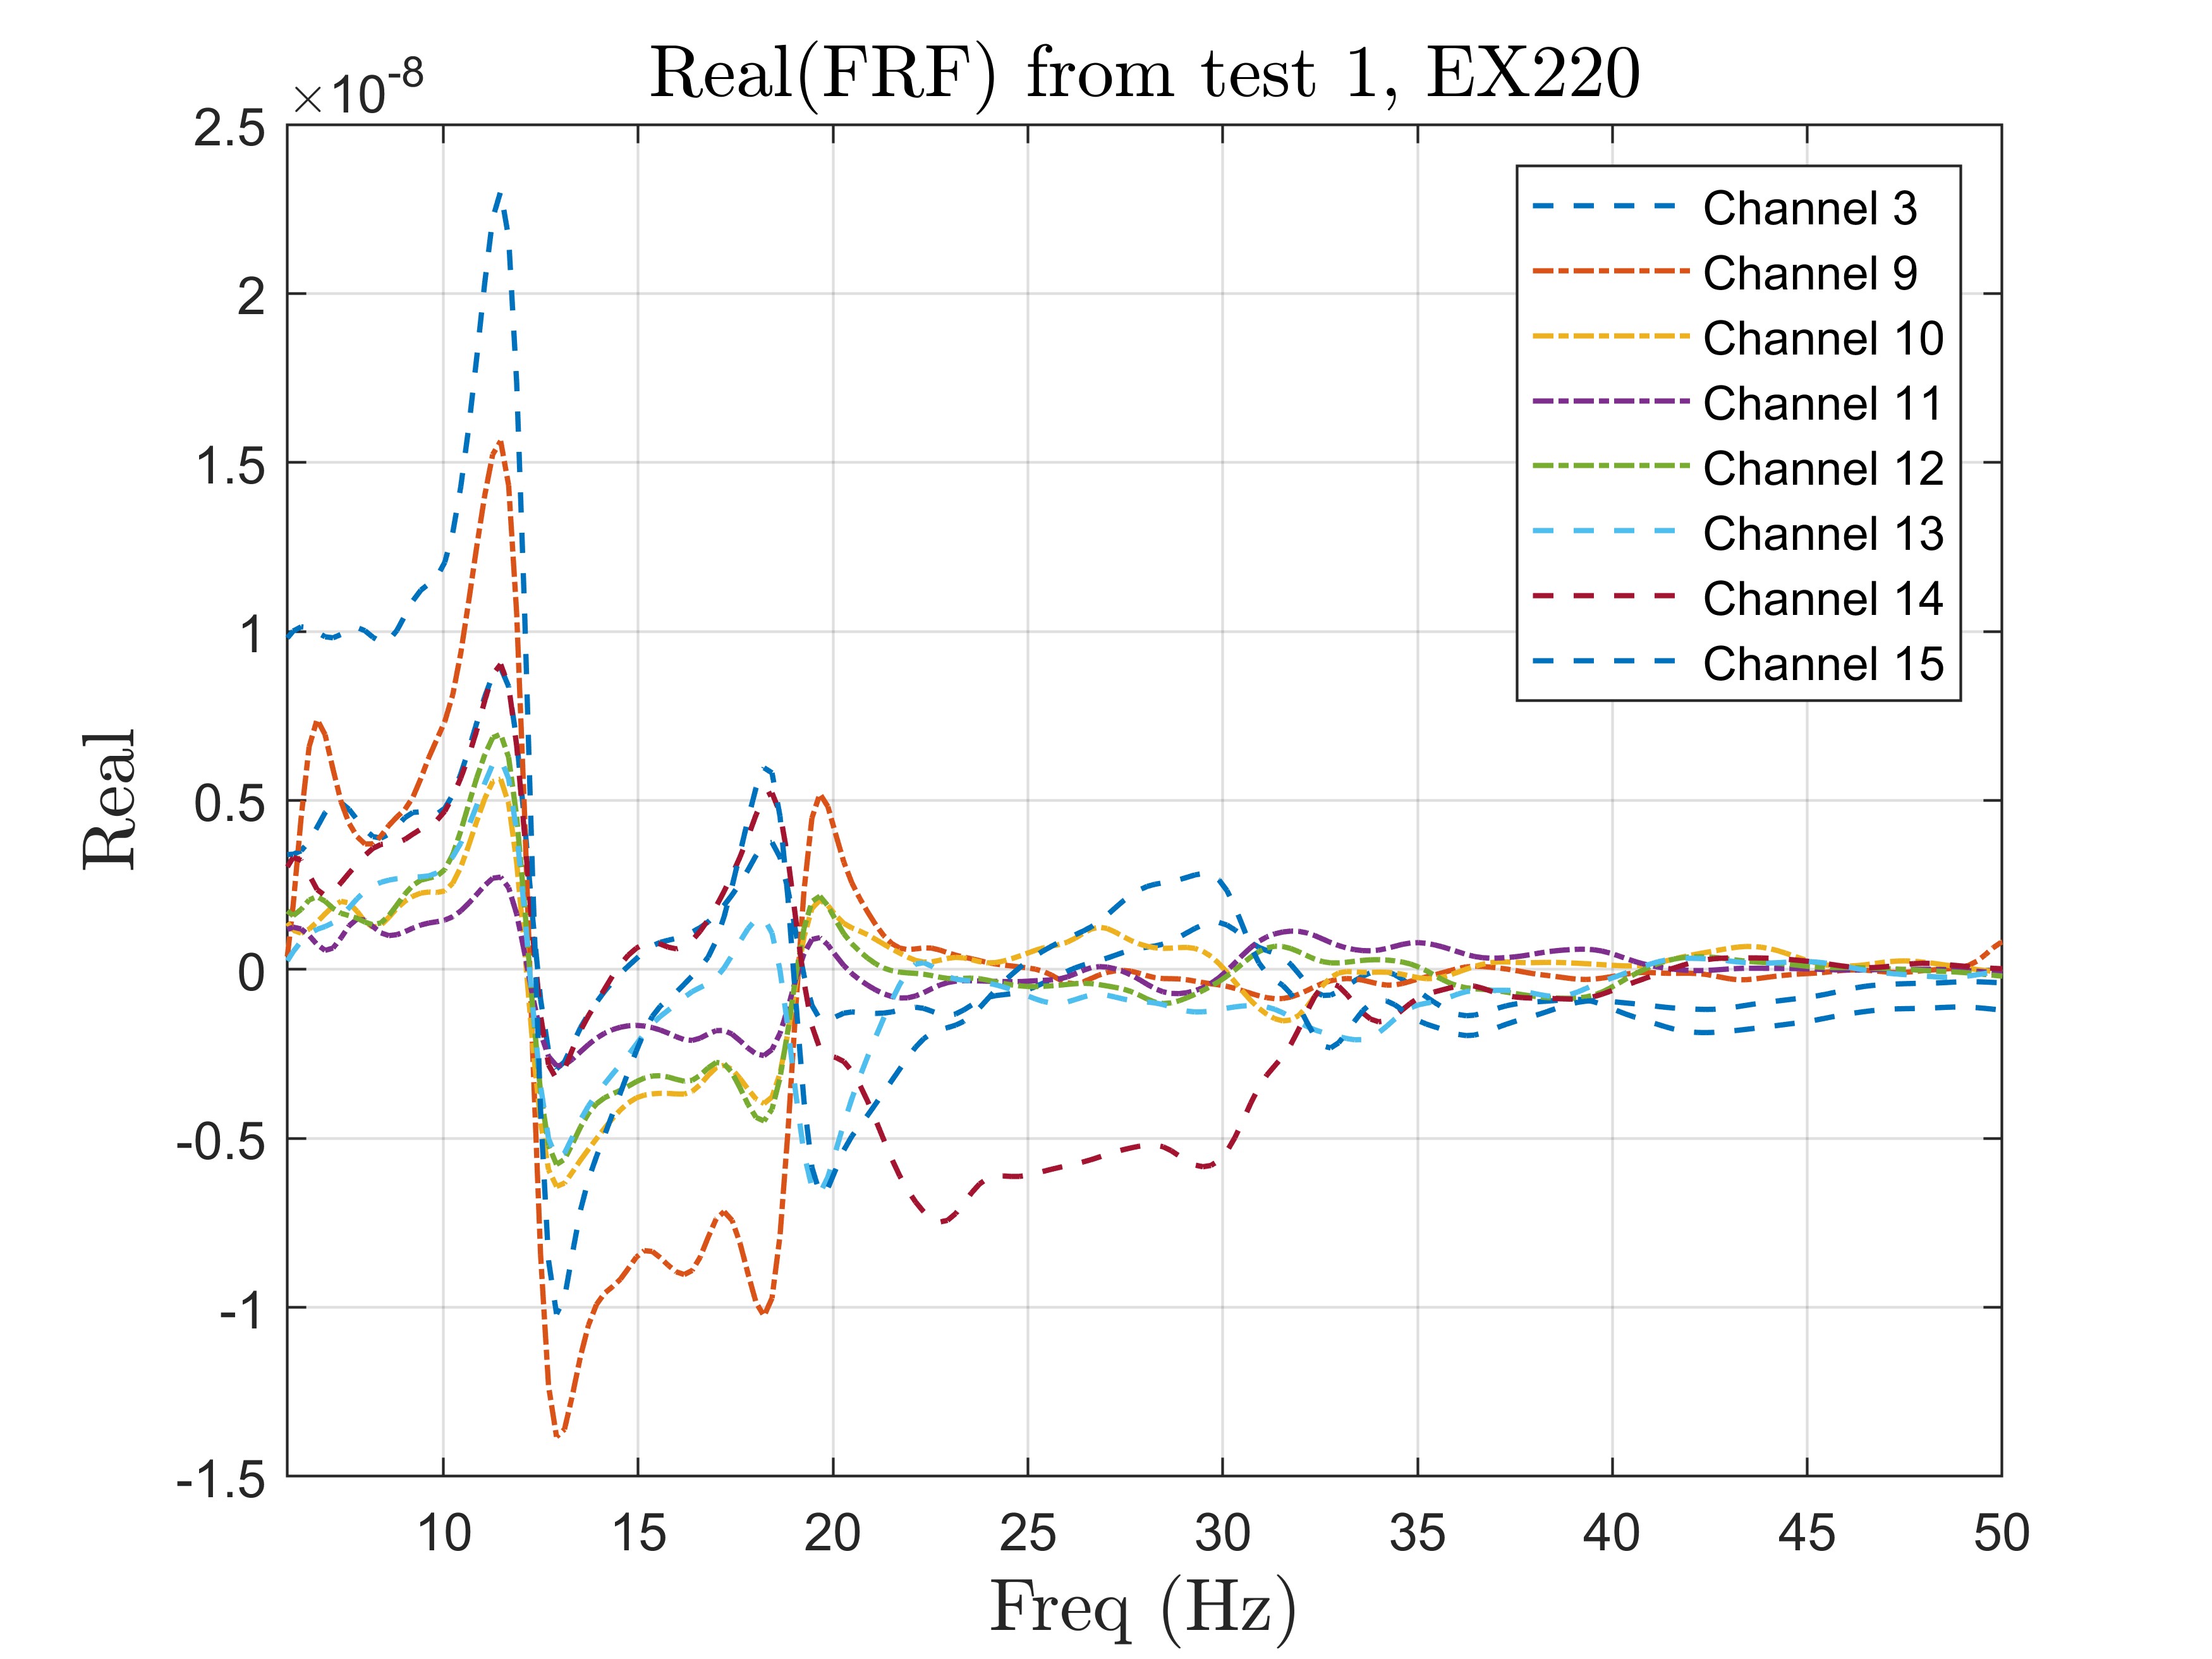 Real(FRF) from test 1, EX220
×10-8
2.5
2
1.5
1
0.5
0
-0.5
-1
-1.5
Real
Channel 3
Channel 9
Channel 10
Channel 11
Channel 12
Channel 13
Channel 14
Channel 15
10 15 20 25 30 35 40 45 50
Freq (Hz)